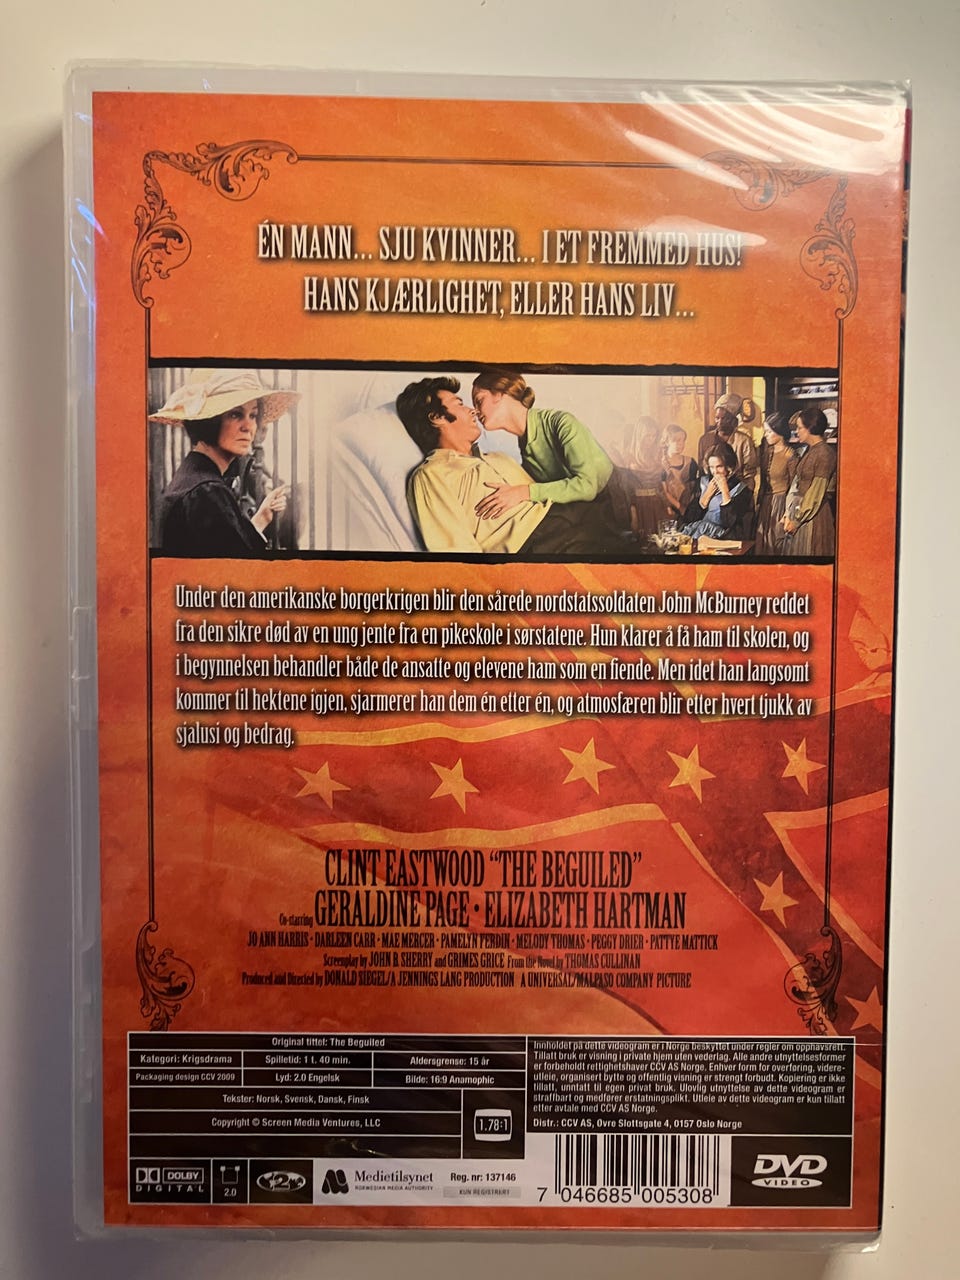 ÉN MANN... SJU KVINNER... I ET FREMMED HUS!
HANS KJÆRLIGHET, ELLER HANS LIV...
Under den amerikanske borgerkrigen blir den sårede nordstatssoldaten John McBurney reddet
fra den sikre død av en ung jente fra en pikeskole i sørstatene. Hun klarer å få ham til skolen, og
i begynnelsen behandler både de ansatte og elevene ham som en fiende. Men idet han langsomt
kommer til hektene igjen, sjarmerer han dem én etter én, og atmosfæren blir etter hvert tjukk av
sjalusi og bedrag.
CLINT EASTWOOD "THE BEGUILED"
Co-starring GERALDINE PAGE · ELIZABETH HARTMAN
JO ANN HARRIS · DARLEEN CARR · MAE MERCER · PAMELYN FERDIN · MELODY THOMAS · PEGGY DRIER · PATTYE MATTICK
Screenplay by JOHN B. SHERRY and GRIMES GRICE From the Novel by THOMAS CULLINAN
Produced and Directed by DONALD SIEGEL/A JENNINGS LANG PRODUCTION A UNIVERSAL/MALPASO COMPANY PICTURE
Original tittel: The Beguiled
Kategori: Krigsdrama
Spilletid: 1 t. 40 min.
Aldersgrense: 15 år
Packaging design CCV 2009
Lyd: 2.0 Engelsk
Bilde: 16:9 Anamophic
Tekster: Norsk, Svensk, Dansk, Finsk
Copyright © Screen Media Ventures, LLC
1.78:1
Innholdet på dette videogram er i Norge beskyttet under regler om opphavsrett.
Tillatt bruk er visning i private hjem uten vederlag. Alle andre utnyttelsesformer
er forbeholdt rettighetshaver CCV AS Norge. Enhver form for overføring, videre-
utleie, organisert bytte og offentlig visning er strengt forbudt. Kopiering er ikke
tillatt, unntatt til egen privat bruk. Ulovlig utnyttelse av dette videogram er
straffbart og medfører erstatningsplikt. Utleie av dette videogram er kun tillatt
etter avtale med CCV AS Norge.
Distr.: CCV AS, Øvre Slottsgate 4, 0157 Oslo Norge
DOLBY
DIGITAL
2.0
2
Medietilsynet
NORWEGIAN MEDIA AUTHORITY
Reg. nr: 137146
KUN REGISTRERT
7 046685 005308
DVD
VIDEO